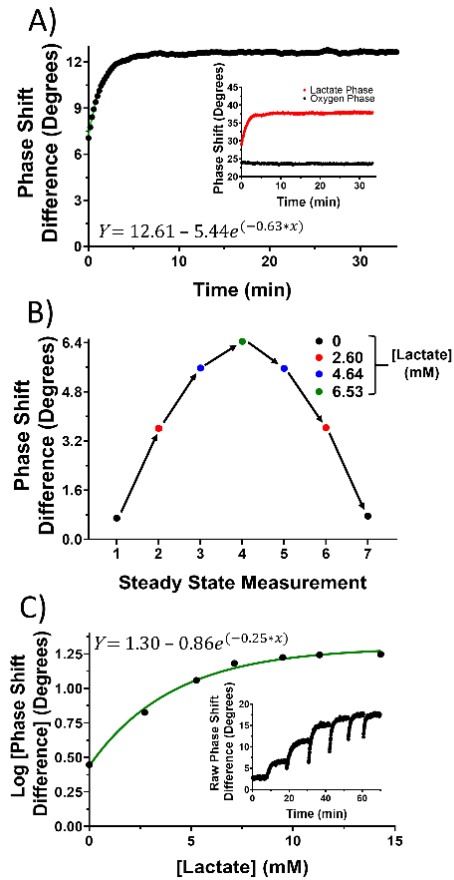 A)
Phase Shift
Difference (Degrees)
12
9
6
3
0
0
10
20
30
Time (min)
Y = 12.61 – 5.44e^(−0.63*x)
Phase Shift
(Degrees)
45
40
35
30
25
20
0
10
20
30
Time (min)
Lactate Phase
Oxygen Phase
B)
Phase Shift
Difference (Degrees)
6.4
4.8
3.2
1.6
0.0
1
2
3
4
5
6
7
Steady State Measurement
0
2.60
4.64
6.53
[Lactate]
(mM)
C)
Log [Phase Shift
Difference] (Degrees)
1.25
1.00
0.75
0.50
0.25
0.00
0
5
10
15
[Lactate] (mM)
Y = 1.30 – 0.86e^(−0.25*x)
Raw Phase Shift
Difference (Degrees)
20
15
10
5
0
0
20
40
60
Time (min)